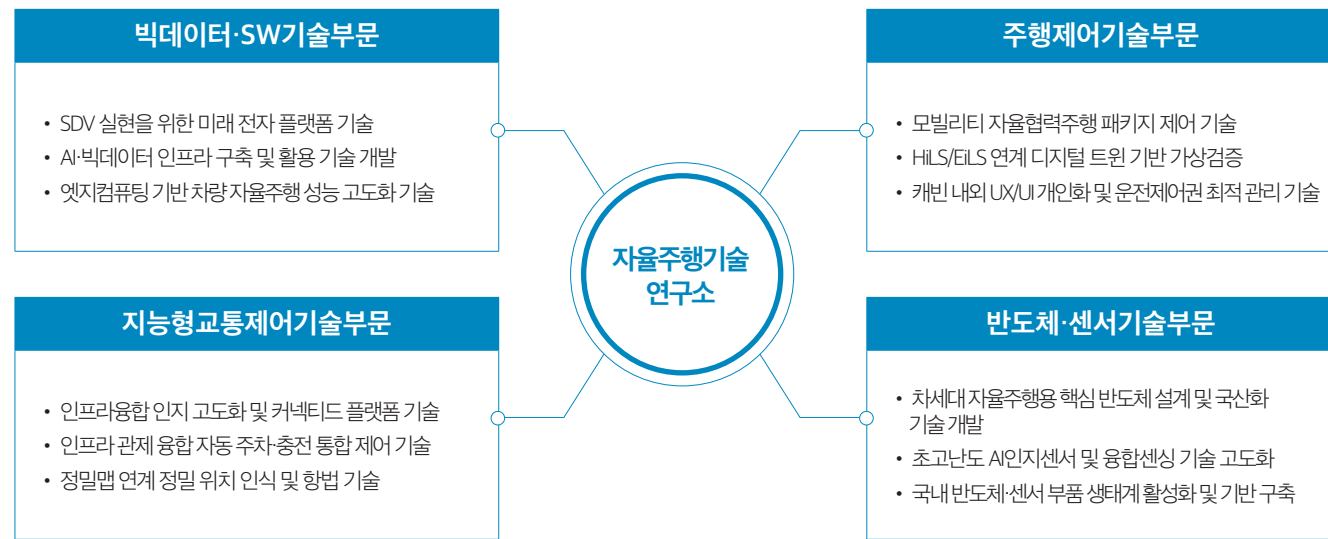 빅데이터·SW기술부문
• SDV 실현을 위한 미래 전자 플랫폼 기술
• AI·빅데이터 인프라 구축 및 활용 기술 개발
• 엣지컴퓨팅 기반 차량 자율주행 성능 고도화 기술
주행제어기술부문
• 모빌리티 자율협력주행 패키지 제어 기술
• HiLS/EiLS 연계 디지털 트윈 기반 가상검증
• 캐빈 내외 UX/UI 개인화 및 운전제어권 최적 관리 기술
자율주행기술
연구소
지능형교통제어기술부문
• 인프라융합 인지 고도화 및 커넥티드 플랫폼 기술
• 인프라 관제 융합 자동 주차·충전 통합 제어 기술
• 정밀맵 연계 정밀 위치 인식 및 항법 기술
반도체·센서기술부문
• 차세대 자율주행용 핵심 반도체 설계 및 국산화
기술 개발
• 초고난도 AI인지센서 및 융합센싱 기술 고도화
• 국내 반도체·센서 부품 생태계 활성화 및 기반 구축